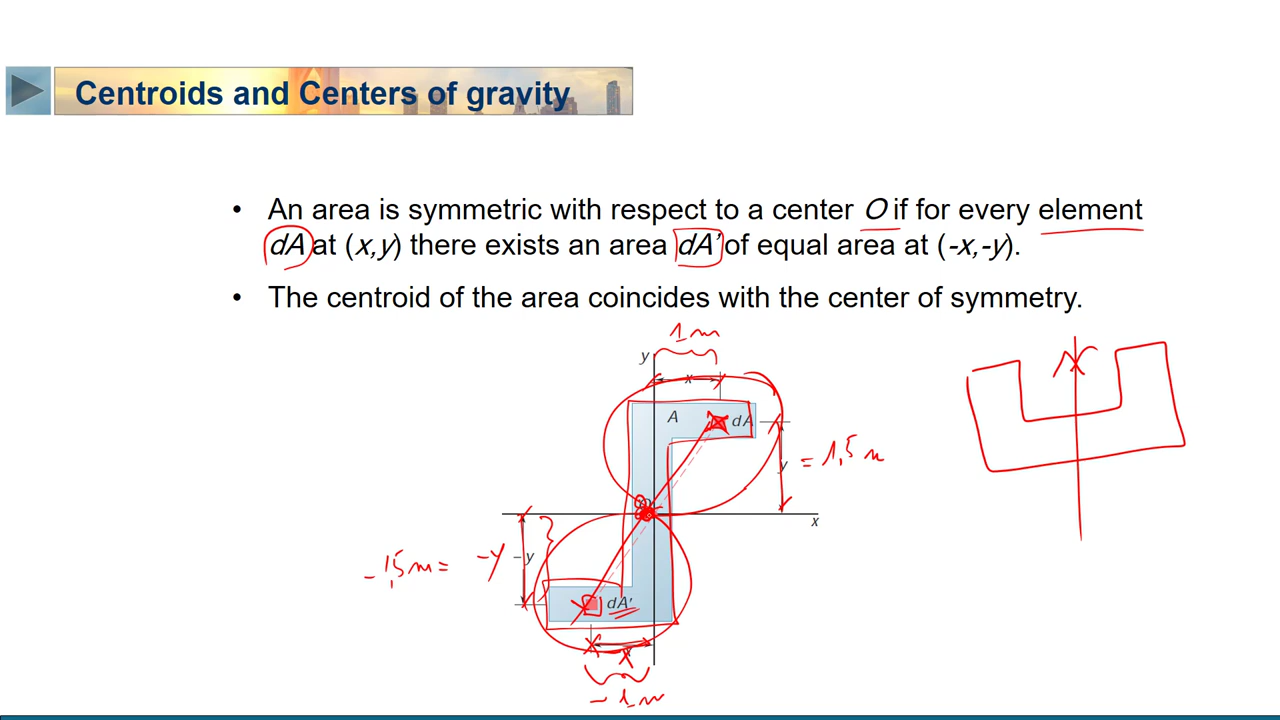 Centroids and Centers of gravity
• An area is symmetric with respect to a center O if for every element
dA at (x,y) there exists an area dA' of equal area at (-x,-y).
• The centroid of the area coincides with the center of symmetry.
1 m
y
x
A
dA
y = 1,5 m
x
-1,5 m = -y
-y
dA'
x
-1 m